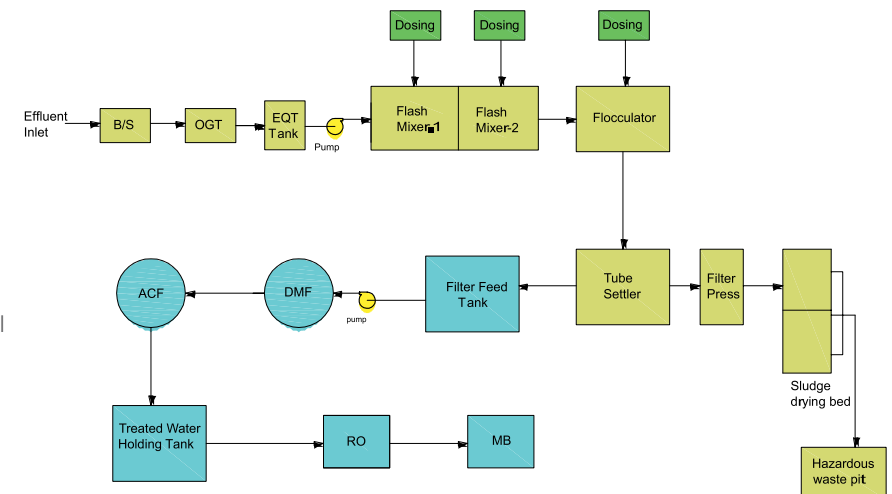 Dosing
Dosing
Dosing
Effluent
Inlet
B/S
OGT
EQT
Tank
Pump
Flash
Mixer-1
Flash
Mixer-2
Flocculator
ACF
DMF
pump
Filter Feed
Tank
Tube
Settler
Filter
Press
Sludge
drying bed
Treated Water
Holding Tank
RO
MB
Hazardous
waste pit